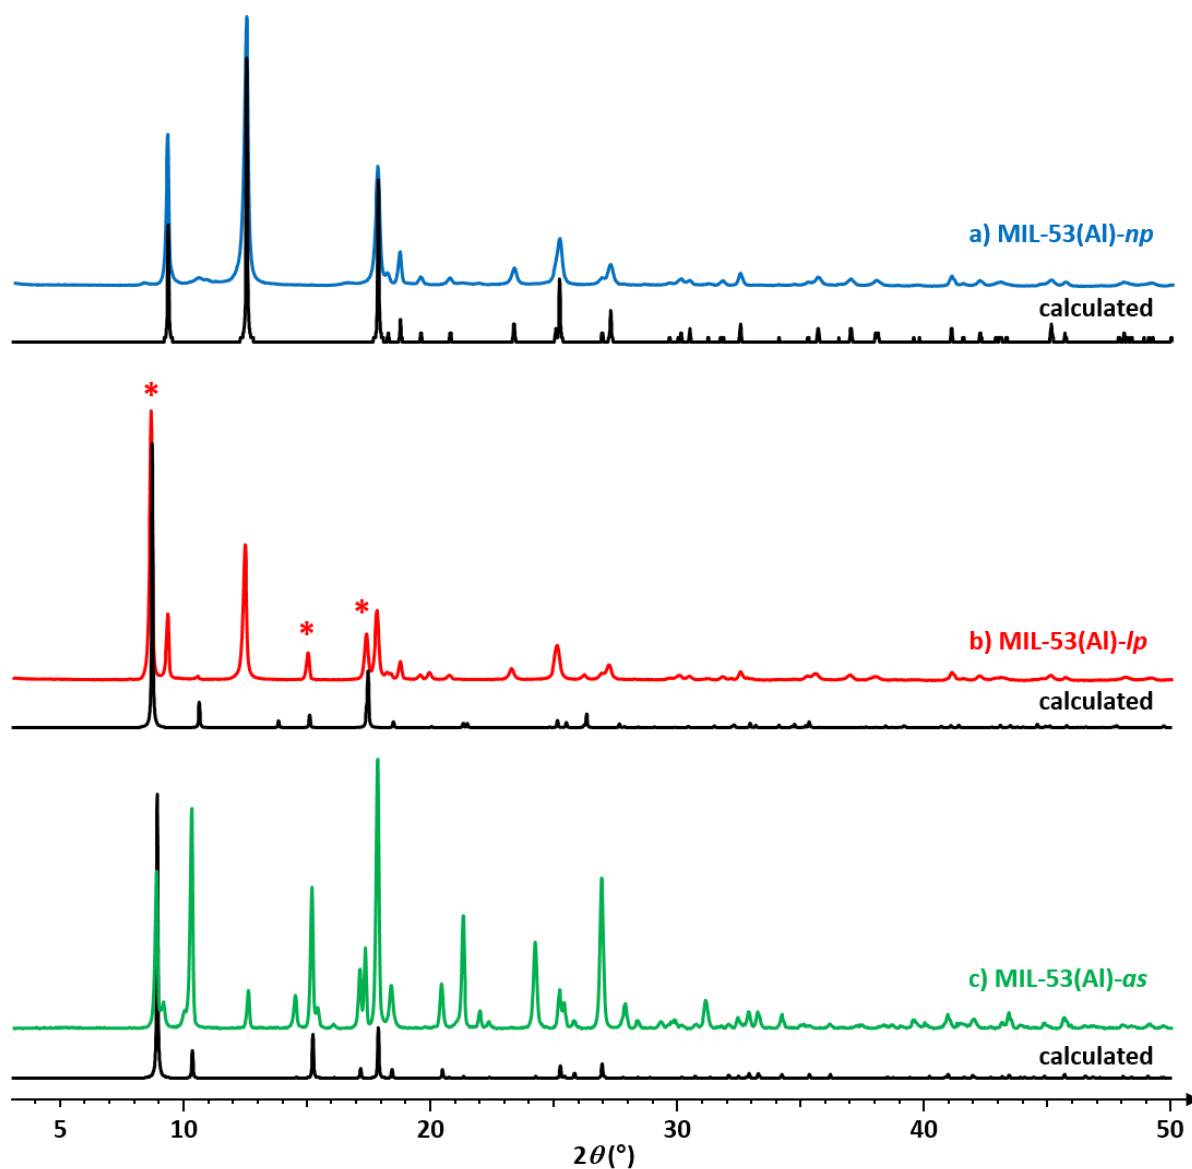 a) MIL-53(Al)-np
calculated
*
*
*
b) MIL-53(Al)-lp
calculated
c) MIL-53(Al)-as
calculated
5 10 20 30 40 50
2θ (°)